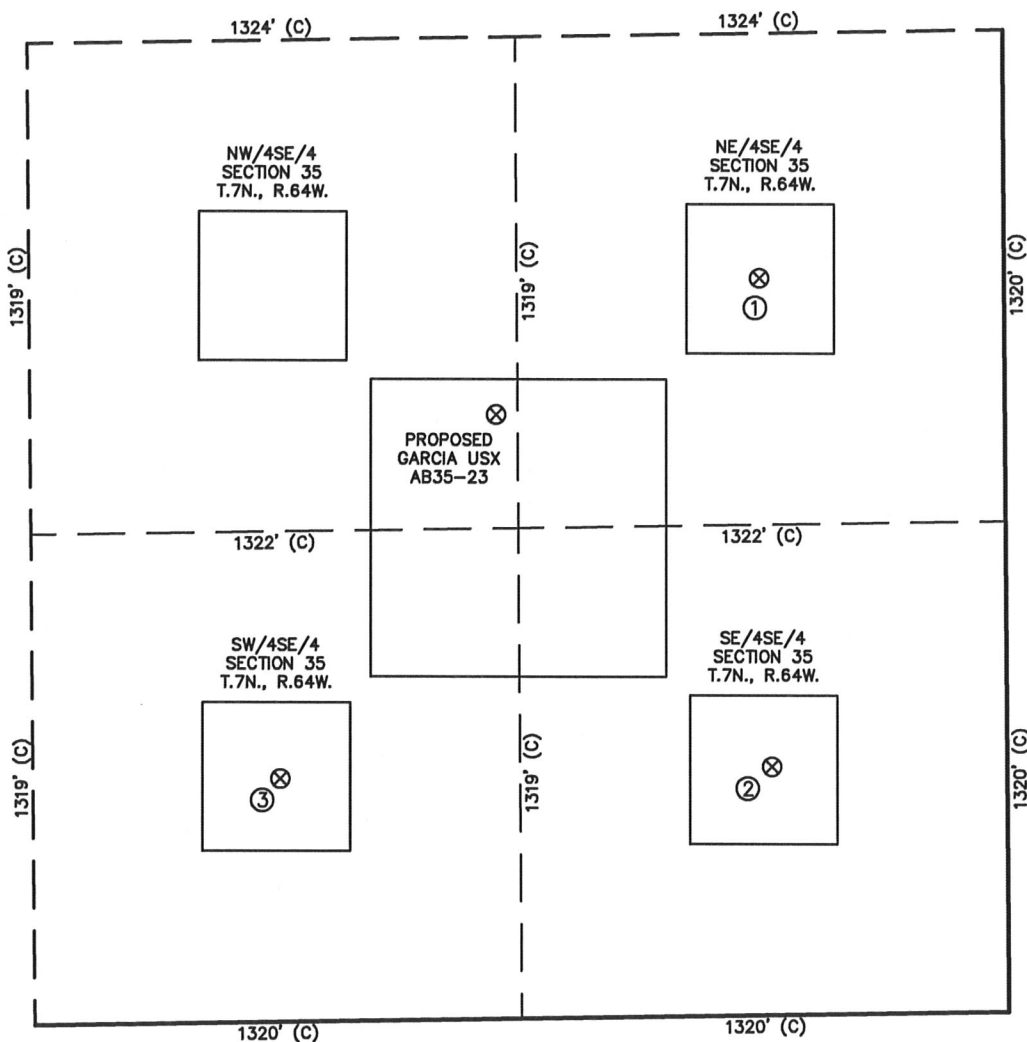 1324' (C)
1324' (C)
NW/4SE/4
SECTION 35
T.7N., R.64W.
NE/4SE/4
SECTION 35
T.7N., R.64W.
1319' (C)
1319' (C)
1320' (C)
1
PROPOSED
GARCIA USX
AB35-23
1322' (C)
1322' (C)
SW/4SE/4
SECTION 35
T.7N., R.64W.
SE/4SE/4
SECTION 35
T.7N., R.64W.
1319' (C)
1319' (C)
1320' (C)
3
2
1320' (C)
1320' (C)